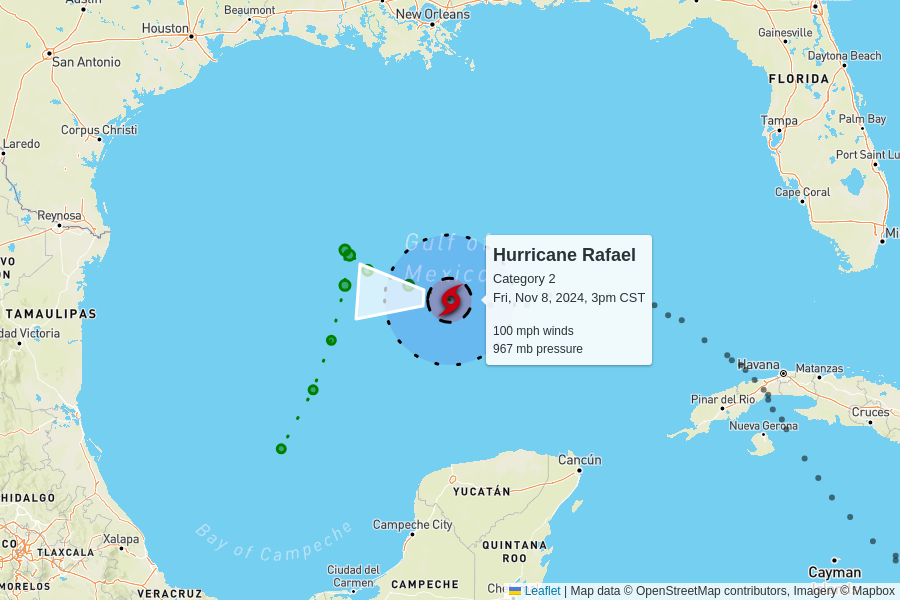 Austin
Beaumont
New Orleans
Houston
Gainesville
San Antonio
Daytona Beach
FLORIDA
Corpus Christi
Tampa
Palm Bay
Laredo
Port Saint Lu
Cape Coral
Reynosa
Mi
Gulf o
Mexico
Hurricane Rafael
Category 2
Fri, Nov 8, 2024, 3pm CST
100 mph winds
967 mb pressure
VO
ON
TAMAULIPAS
dad Victoria
Havana
Matanzas
Pinar del Rio
Cruces
Nueva Gerona
Cancún
YUCATÁN
HIDALGO
Bay of Campeche
Campeche City
Xalapa
CO
TLAXCALA
QUINTANA
ROO
Ciudad del
Carmen
CAMPECHE
Che
Cayman
MORELOS
VERACRUZ
Leaflet | Map data © OpenStreetMap contributors, Imagery © Mapbox